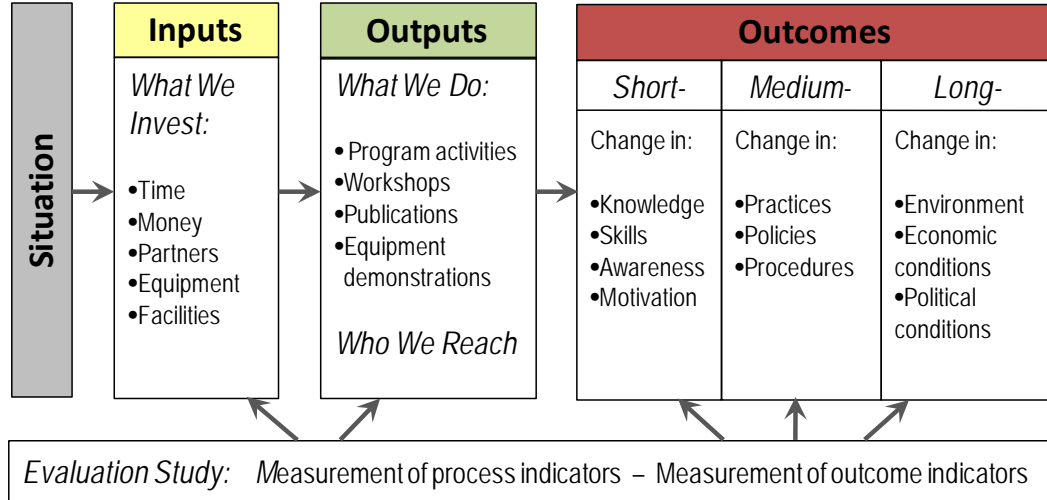 Situation
Inputs
What We
Invest:
•Time
•Money
•Partners
•Equipment
•Facilities
Outputs
What We Do:
• Program activities
•Workshops
•Publications
•Equipment
demonstrations
Who We Reach
Outcomes
Short-
Change in:
•Knowledge
•Skills
•Awareness
•Motivation
Medium-
Change in:
•Practices
•Policies
•Procedures
Long-
Change in:
•Environment
•Economic
conditions
•Political
conditions
Evaluation Study: Measurement of process indicators – Measurement of outcome indicators